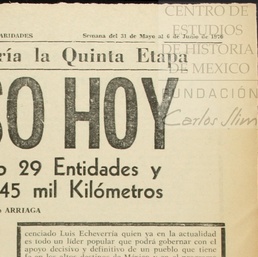 CENTRO DE
ESTUDIOS
DE HISTORIA
DE MEXICO
FUNDACIÓN
Carlos Slim
ARIDADES
Semana del 31 de Mayo al 6 de Junio de 1976
ría la Quinta Etapa
SO HOY
o 29 Entidades y
45 mil Kilómetros
o ARRIAGA
cenciado Luis Echeverría quien ya en la actualidad
es todo un líder popular que podrá gobernar con el
apoyo decisivo y definitivo de un pueblo que tiene